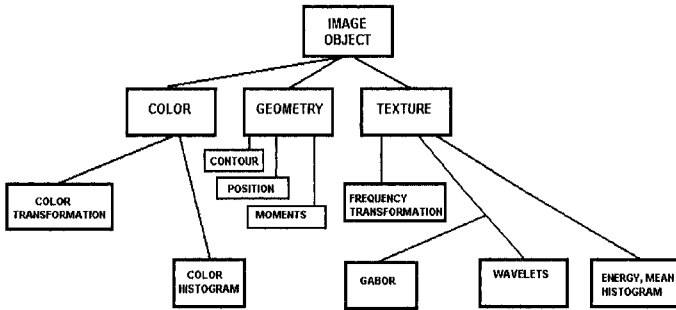 IMAGE
OBJECT
COLOR
GEOMETRY
TEXTURE
CONTOUR
POSITION
MOMENTS
COLOR
TRANSFORMATION
FREQUENCY
TRANSFORMATION
COLOR
HISTOGRAM
GABOR
WAVELETS
ENERGY, MEAN
HISTOGRAM